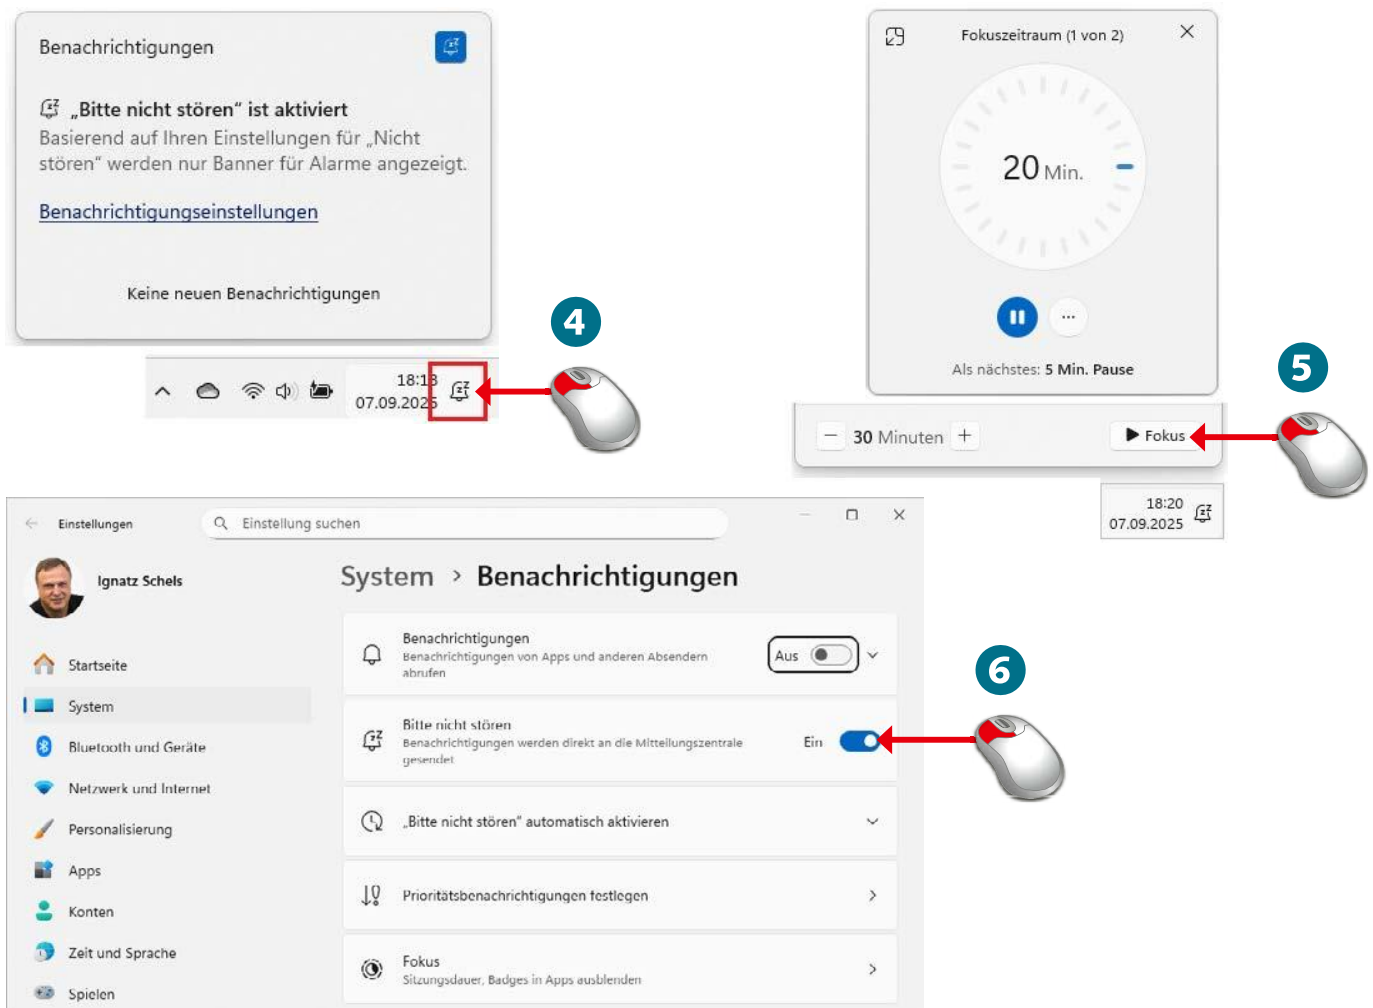 Benachrichtigungen
„Bitte nicht stören“ ist aktiviert
Basierend auf Ihren Einstellungen für „Nicht
stören“ werden nur Banner für Alarme angezeigt.
Benachrichtigungseinstellungen
Keine neuen Benachrichtigungen
4
18:18
07.09.2025
Fokuszeitraum (1 von 2)
20 Min.
Als nächstes: 5 Min. Pause
5
30 Minuten
Fokus
18:20
07.09.2025
Einstellungen
Einstellung suchen
Ignatz Schels
System > Benachrichtigungen
Startseite
System
Bluetooth und Geräte
Netzwerk und Internet
Personalisierung
Apps
Konten
Zeit und Sprache
Spielen
Benachrichtigungen
Benachrichtigungen von Apps und anderen Absendern
abrufen
Aus
Bitte nicht stören
Benachrichtigungen werden direkt an die Mitteilungszentrale
gesendet
Ein
6
„Bitte nicht stören“ automatisch aktivieren
Prioritätsbenachrichtigungen festlegen
Fokus
Sitzungsdauer, Badges in Apps ausblenden